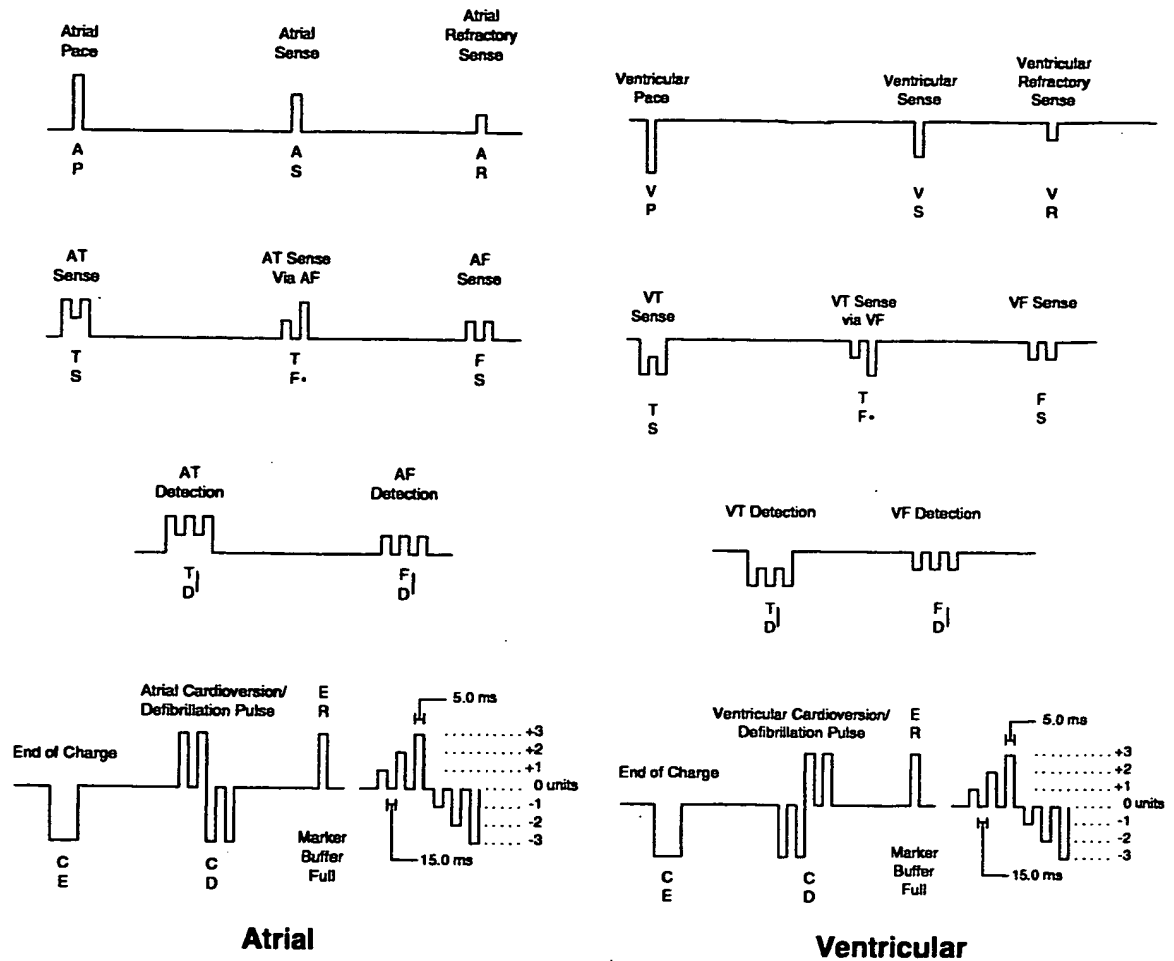 Atrial
Pace
Atrial
Sense
Atrial
Refractory
Sense
A
P
A
S
A
R
AT
Sense
AT Sense
Via AF
AF
Sense
T
S
T
F•
F
S
AT
Detection
AF
Detection
T
D
F
D
Atrial Cardioversion/
Defibrillation Pulse
E
R
5.0 ms
End of Charge
+3
+2
+1
0 units
-1
-2
-3
C
E
C
D
Marker
Buffer
Full
15.0 ms
Atrial
Ventricular
Pace
Ventricular
Sense
Ventricular
Refractory
Sense
V
P
V
S
V
R
VT
Sense
VT Sense
via VF
VF Sense
T
S
T
F•
F
S
VT Detection
VF Detection
T
D
F
D
Ventricular Cardioversion/
Defibrillation Pulse
E
R
5.0 ms
End of Charge
+3
+2
+1
0 units
-1
-2
-3
C
E
C
D
Marker
Buffer
Full
15.0 ms
Ventricular